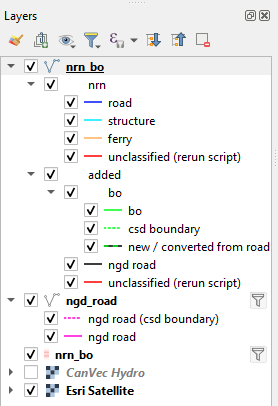 Layers
nrn_bo
nrn
road
structure
ferry
unclassified (rerun script)
added
bo
bo
csd boundary
new / converted from road
ngd road
unclassified (rerun script)
ngd_road
ngd road (csd boundary)
ngd road
nrn_bo
CanVec Hydro
Esri Satellite